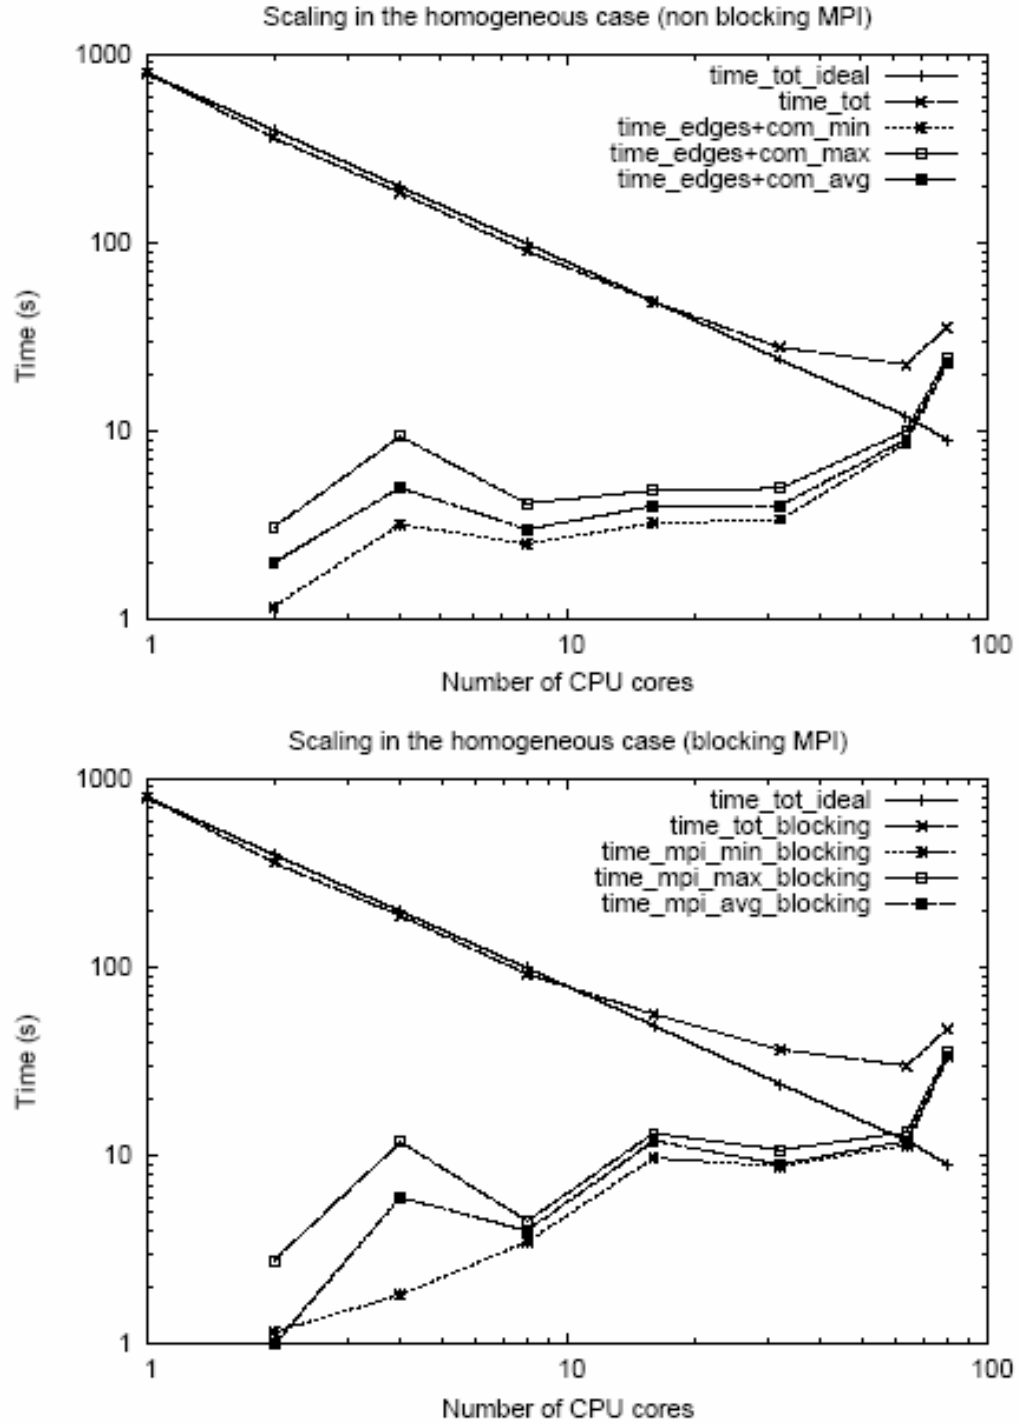 Scaling in the homogeneous case (non blocking MPI)
1000
100
10
1
Time (s)
time_tot_ideal
time_tot
time_edges+com_min
time_edges+com_max
time_edges+com_avg
1 10 100
Number of CPU cores
Scaling in the homogeneous case (blocking MPI)
1000
100
10
1
Time (s)
time_tot_ideal
time_tot_blocking
time_mpi_min_blocking
time_mpi_max_blocking
time_mpi_avg_blocking
1 10 100
Number of CPU cores